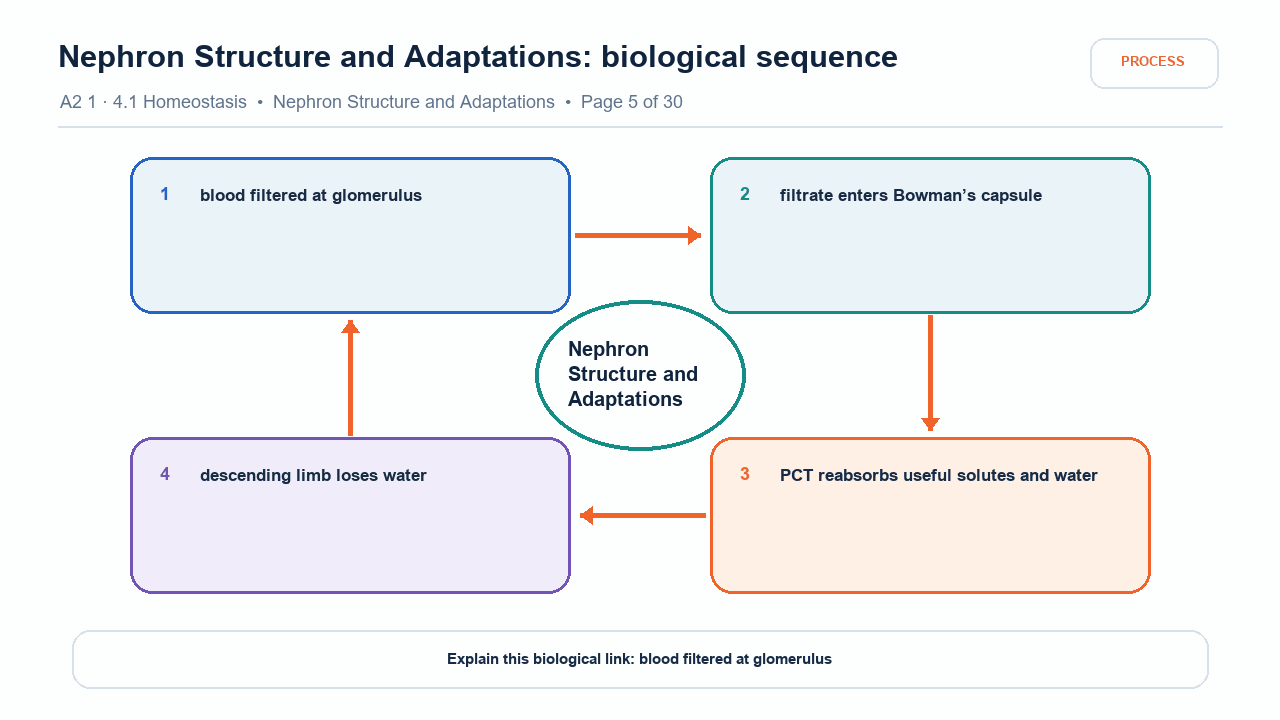 Nephron Structure and Adaptations: biological sequence
PROCESS
A2 1 · 4.1 Homeostasis • Nephron Structure and Adaptations • Page 5 of 30
1 blood filtered at glomerulus
2 filtrate enters Bowman’s capsule
Nephron
Structure and
Adaptations
4 descending limb loses water
3 PCT reabsorbs useful solutes and water
Explain this biological link: blood filtered at glomerulus